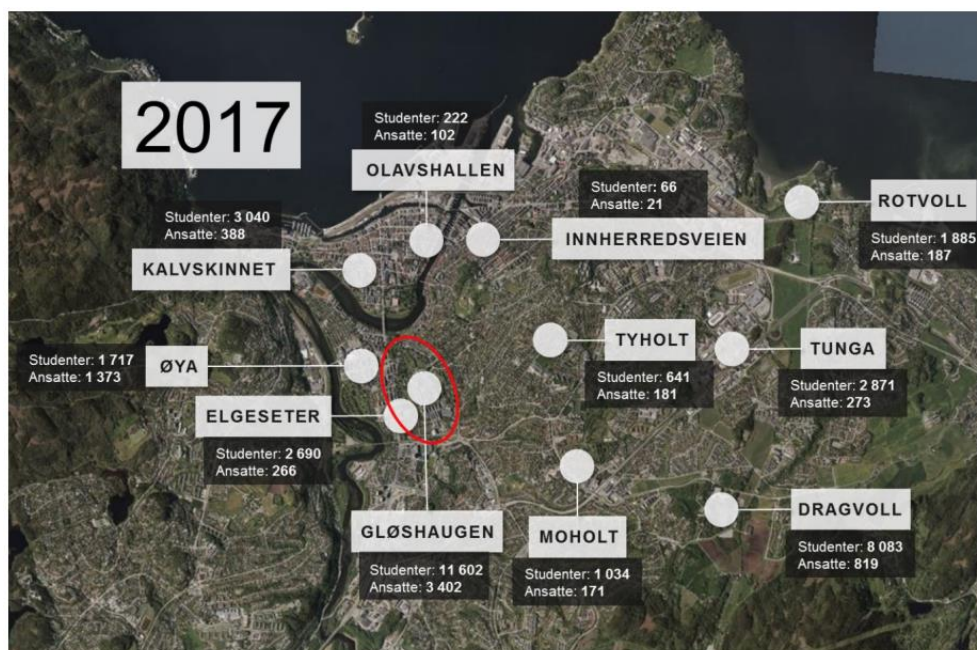 2017
Studenter: 222
Ansatte: 102
OLAVSHALLEN
Studenter: 66
Ansatte: 21
INNHERREDSVEIEN
ROTVOLL
Studenter: 1 885
Ansatte: 187
Studenter: 3 040
Ansatte: 388
KALVSKINNET
TYHOLT
Studenter: 641
Ansatte: 181
TUNGA
Studenter: 2 871
Ansatte: 273
Studenter: 1 717
Ansatte: 1 373
ØYA
ELGESETER
Studenter: 2 690
Ansatte: 266
GLØSHAUGEN
Studenter: 11 602
Ansatte: 3 402
MOHOLT
Studenter: 1 034
Ansatte: 171
DRAGVOLL
Studenter: 8 083
Ansatte: 819